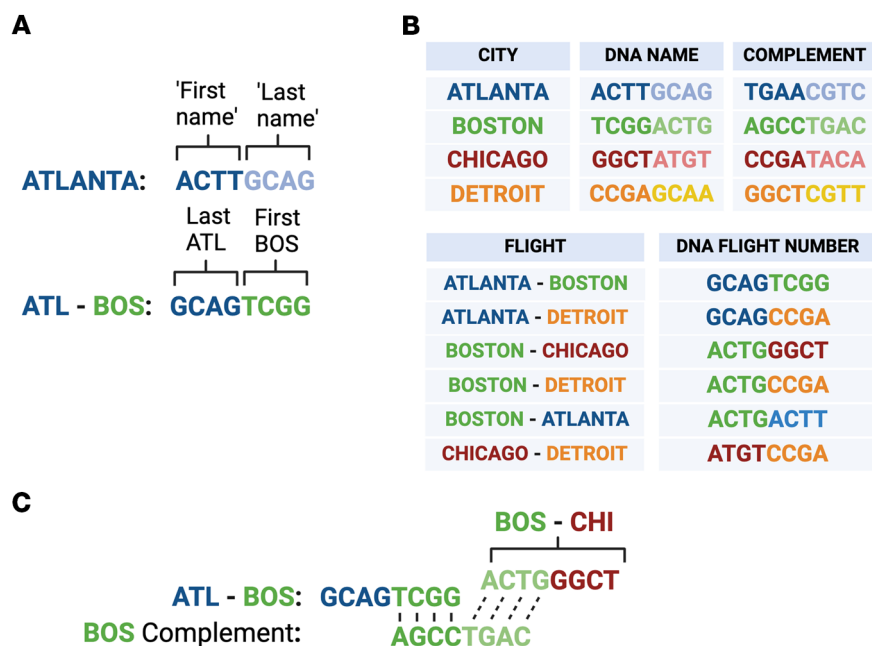 A
'First
name'
'Last
name'
ATLANTA: ACTTGCAG
Last
ATL
First
BOS
ATL - BOS: GCAGTCGG
B
CITY DNA NAME COMPLEMENT
ATLANTA ACTTGCAG TGAACGTC
BOSTON TCGGACTG AGCCTGAC
CHICAGO GGCTATGT CCGATACA
DETROIT CCGAGCAA GGCTCGTT
FLIGHT DNA FLIGHT NUMBER
ATLANTA - BOSTON GCAGTCGG
ATLANTA - DETROIT GCAGCCGA
BOSTON - CHICAGO ACTGGGCT
BOSTON - DETROIT ACTGCCGA
BOSTON - ATLANTA ACTGACTT
CHICAGO - DETROIT ATGTCCGA
C
BOS - CHI
ACTGGGCT
ATL - BOS: GCAGTCGG
BOS Complement: AGCCTGAC